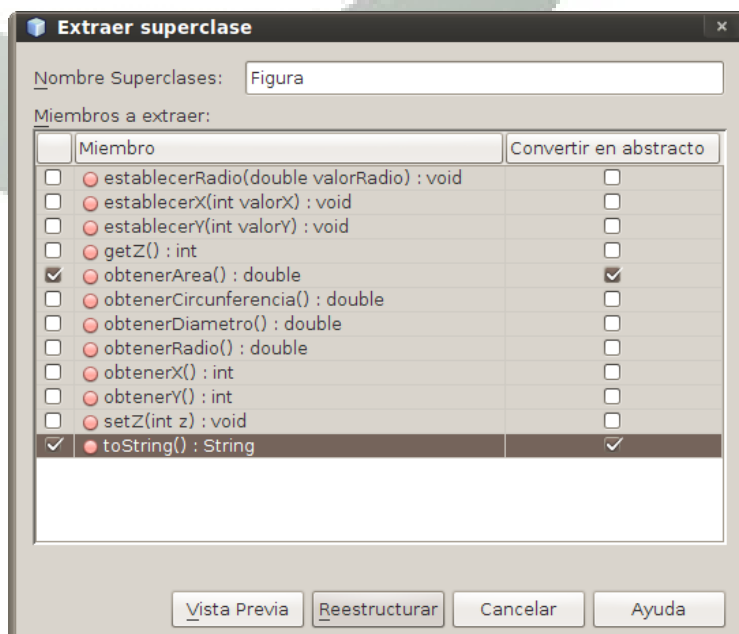 Extraer superclase
Nombre Superclases: Figura
Miembros a extraer:
Miembro Convertir en abstracto
establecerRadio(double valorRadio) : void
establecerX(int valorX) : void
establecerY(int valorY) : void
getZ() : int
obtenerArea() : double
obtenerCircunferencia() : double
obtenerDiametro() : double
obtenerRadio() : double
obtenerX() : int
obtenerY() : int
setZ(int z) : void
toString() : String
Vista Previa Reestructurar Cancelar Ayuda